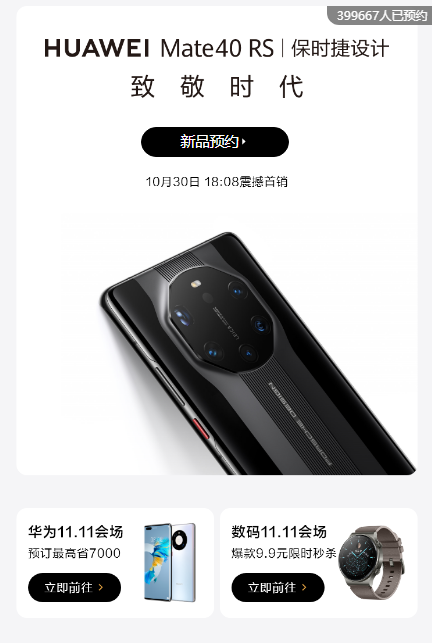 399667人已预约
HUAWEI Mate40 RS | 保时捷设计
致敬时代
新品预约
10月30日 18:08震撼首销
PORSCHE DESIGN
华为11.11会场
预订最高省7000
立即前往 >
数码11.11会场
爆款9.9元限时秒杀
立即前往 >